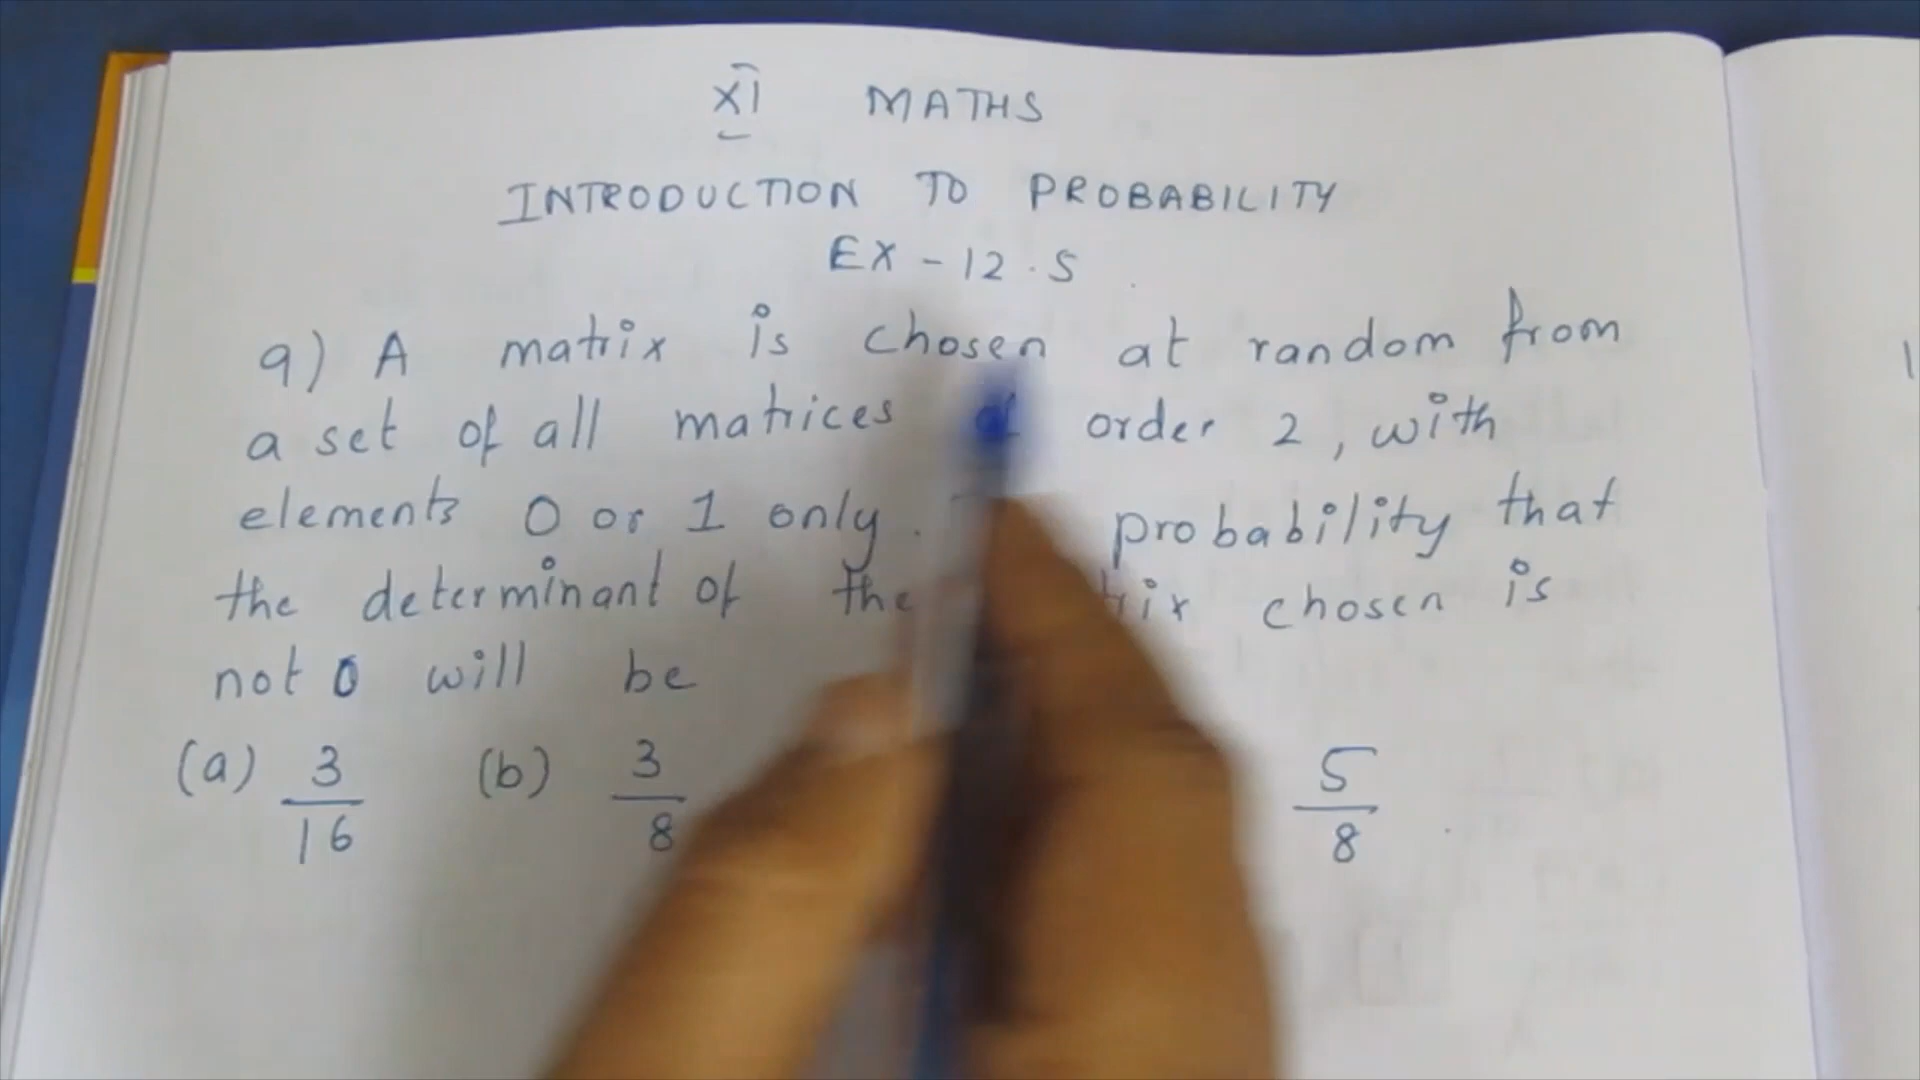 XI MATHS
INTRODUCTION TO PROBABILITY
EX - 12.5
9) A matrix is chosen at random from
a set of all matrices of order 2, with
elements 0 or 1 only. probability that
the determinant of the chosen is
not 0 will be
(a) 3/16 (b) 3/8 5/8